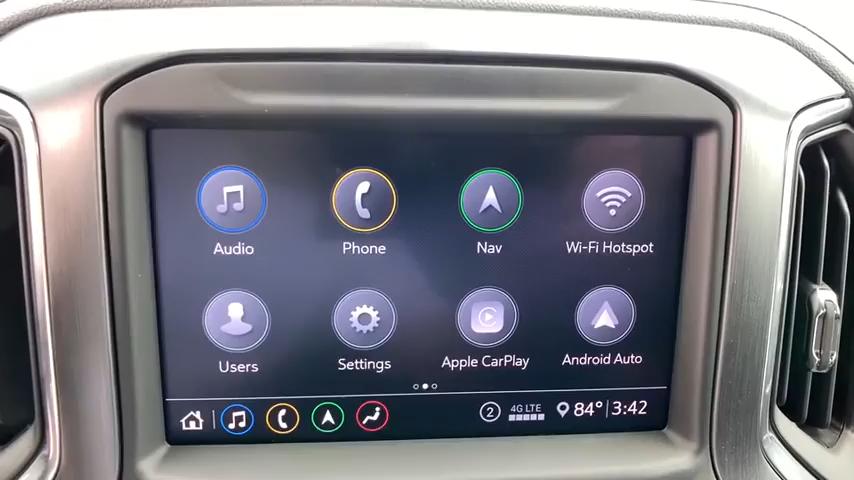 Audio Phone Nav Wi-Fi Hotspot
Users Settings Apple CarPlay Android Auto
2 4G LTE 84° 3:42